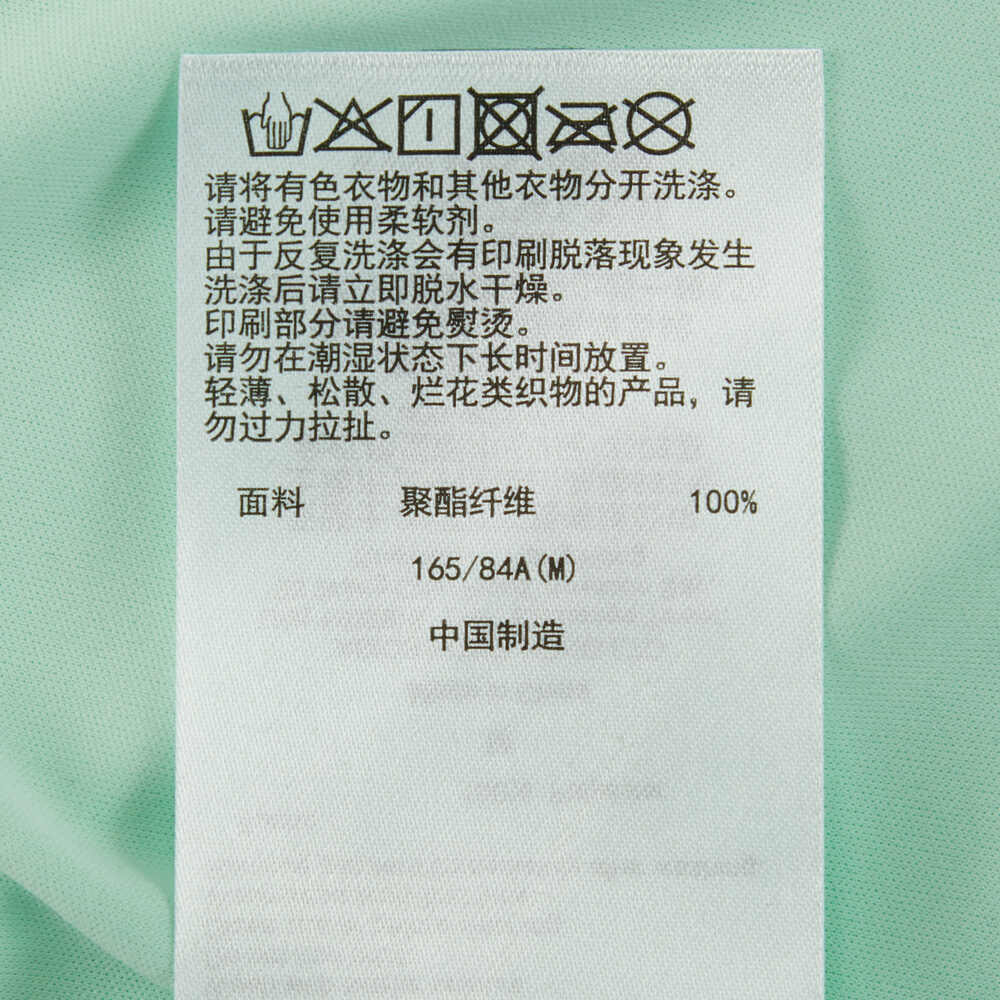 请将有色衣物和其他衣物分开洗涤。
请避免使用柔软剂。
由于反复洗涤会有印刷脱落现象发生
洗涤后请立即脱水干燥。
印刷部分请避免熨烫。
请勿在潮湿状态下长时间放置。
轻薄、松散、烂花类织物的产品，请
勿过力拉扯。
面料 聚酯纤维 100%
165/84A(M)
中国制造